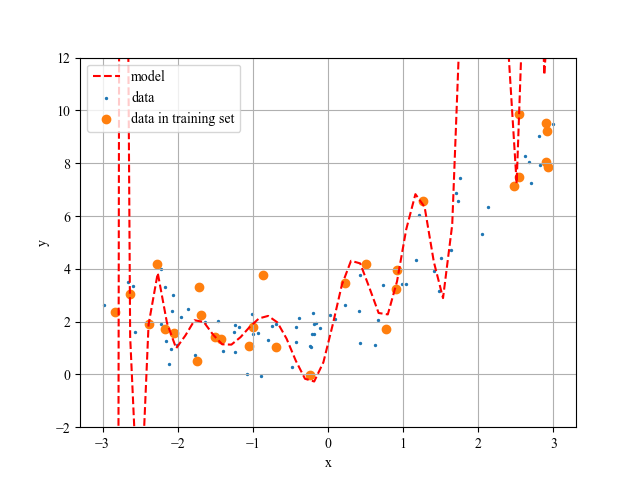 12
10
8
6
4
2
0
−2
y
model
data
data in training set
−3 −2 −1 0 1 2 3
x